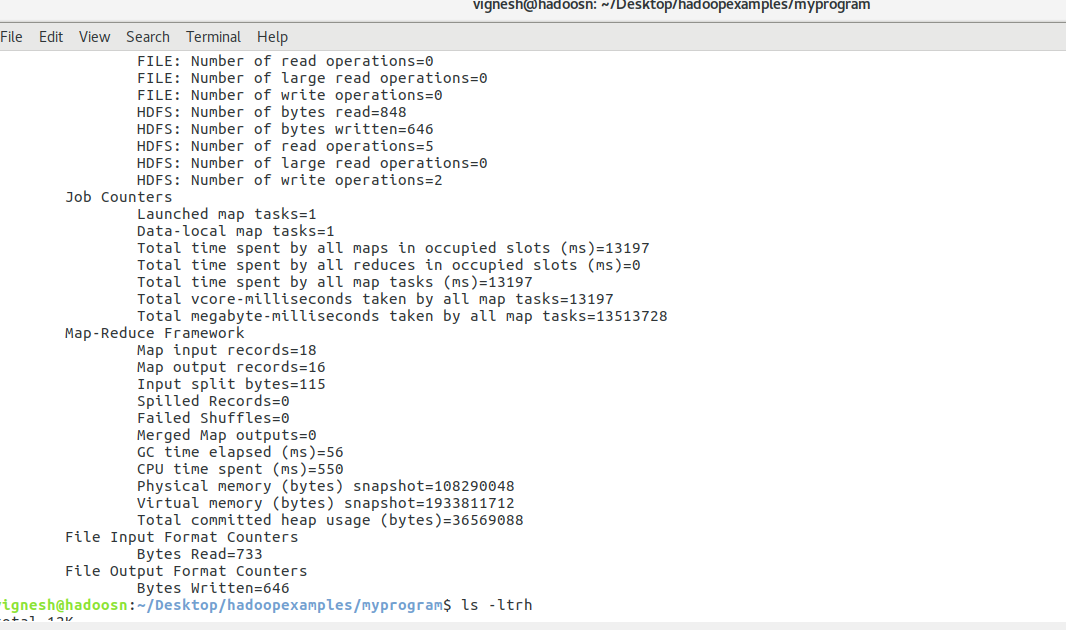 vignesh@hadoosn: ~/Desktop/hadoopexamples/myprogram
File Edit View Search Terminal Help
FILE: Number of read operations=0
FILE: Number of large read operations=0
FILE: Number of write operations=0
HDFS: Number of bytes read=848
HDFS: Number of bytes written=646
HDFS: Number of read operations=5
HDFS: Number of large read operations=0
HDFS: Number of write operations=2
Job Counters
Launched map tasks=1
Data-local map tasks=1
Total time spent by all maps in occupied slots (ms)=13197
Total time spent by all reduces in occupied slots (ms)=0
Total time spent by all map tasks (ms)=13197
Total vcore-milliseconds taken by all map tasks=13197
Total megabyte-milliseconds taken by all map tasks=13513728
Map-Reduce Framework
Map input records=18
Map output records=16
Input split bytes=115
Spilled Records=0
Failed Shuffles=0
Merged Map outputs=0
GC time elapsed (ms)=56
CPU time spent (ms)=550
Physical memory (bytes) snapshot=108290048
Virtual memory (bytes) snapshot=1933811712
Total committed heap usage (bytes)=36569088
File Input Format Counters
Bytes Read=733
File Output Format Counters
Bytes Written=646
vignesh@hadoosn:~/Desktop/hadoopexamples/myprogram$ ls -ltrh
total 12K